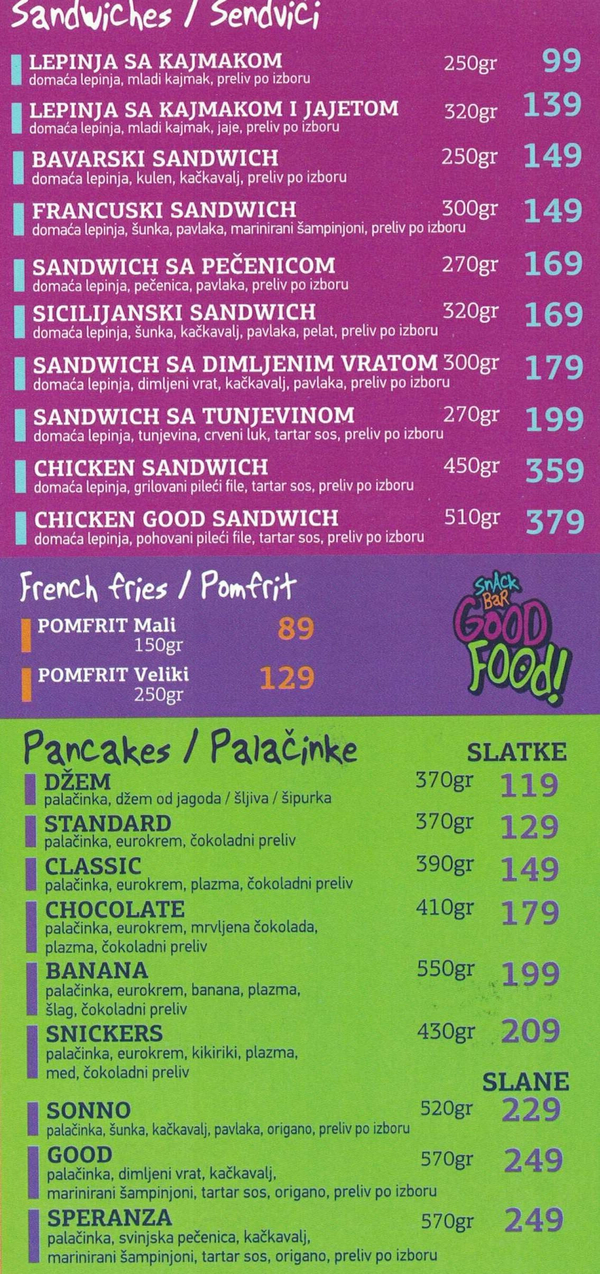 Sandwiches / Sendviči
LEPINJA SA KAJMAKOM 250gr 99
domaća lepinja, mladi kajmak, preliv po izboru
LEPINJA SA KAJMAKOM I JAJETOM 320gr 139
domaća lepinja, mladi kajmak, jaje, preliv po izboru
BAVARSKI SANDWICH 250gr 149
domaća lepinja, kulen, kačkavalj, preliv po izboru
FRANCUSKI SANDWICH 300gr 149
domaća lepinja, šunka, pavlaka, marinirani šampinjoni, preliv po izboru
SANDWICH SA PEČENICOM 270gr 169
domaća lepinja, pečenica, pavlaka, preliv po izboru
SICILIJANSKI SANDWICH 320gr 169
domaća lepinja, šunka, kačkavalj, pavlaka, pelat, preliv po izboru
SANDWICH SA DIMLJENIM VRATOM 300gr 179
domaća lepinja, dimljeni vrat, kačkavalj, pavlaka, preliv po izboru
SANDWICH SA TUNJEVINOM 270gr 199
domaća lepinja, tunjevina, crveni luk, tartar sos, preliv po izboru
CHICKEN SANDWICH 450gr 359
domaća lepinja, grilovani pileći file, tartar sos, preliv po izboru
CHICKEN GOOD SANDWICH 510gr 379
domaća lepinja, pohovani pileći file, tartar sos, preliv po izboru
French fries / Pomfrit
POMFRIT Mali 89
150gr
POMFRIT Veliki 129
250gr
SNACK
BAR
GOOD
FOOD!
Pancakes / Palačinke
SLATKE
DŽEM 370gr 119
palačinka, džem od jagoda / šljiva / šipurka
STANDARD 370gr 129
palačinka, eurokrem, čokoladni preliv
CLASSIC 390gr 149
palačinka, eurokrem, plazma, čokoladni preliv
CHOCOLATE 410gr 179
palačinka, eurokrem, mrvljena čokolada,
plazma, čokoladni preliv
BANANA 550gr 199
palačinka, eurokrem, banana, plazma,
šlag, čokoladni preliv
SNICKERS 430gr 209
palačinka, eurokrem, kikiriki, plazma,
med, čokoladni preliv
SLANE
SONNO 520gr 229
palačinka, šunka, kačkavalj, pavlaka, origano, preliv po izboru
GOOD 570gr 249
palačinka, dimljeni vrat, kačkavalj,
marinirani šampinjoni, tartar sos, origano, preliv po izboru
SPERANZA 570gr 249
palačinka, svinjska pečenica, kačkavalj,
marinirani šampinjoni, tartar sos, origano, preliv po izboru